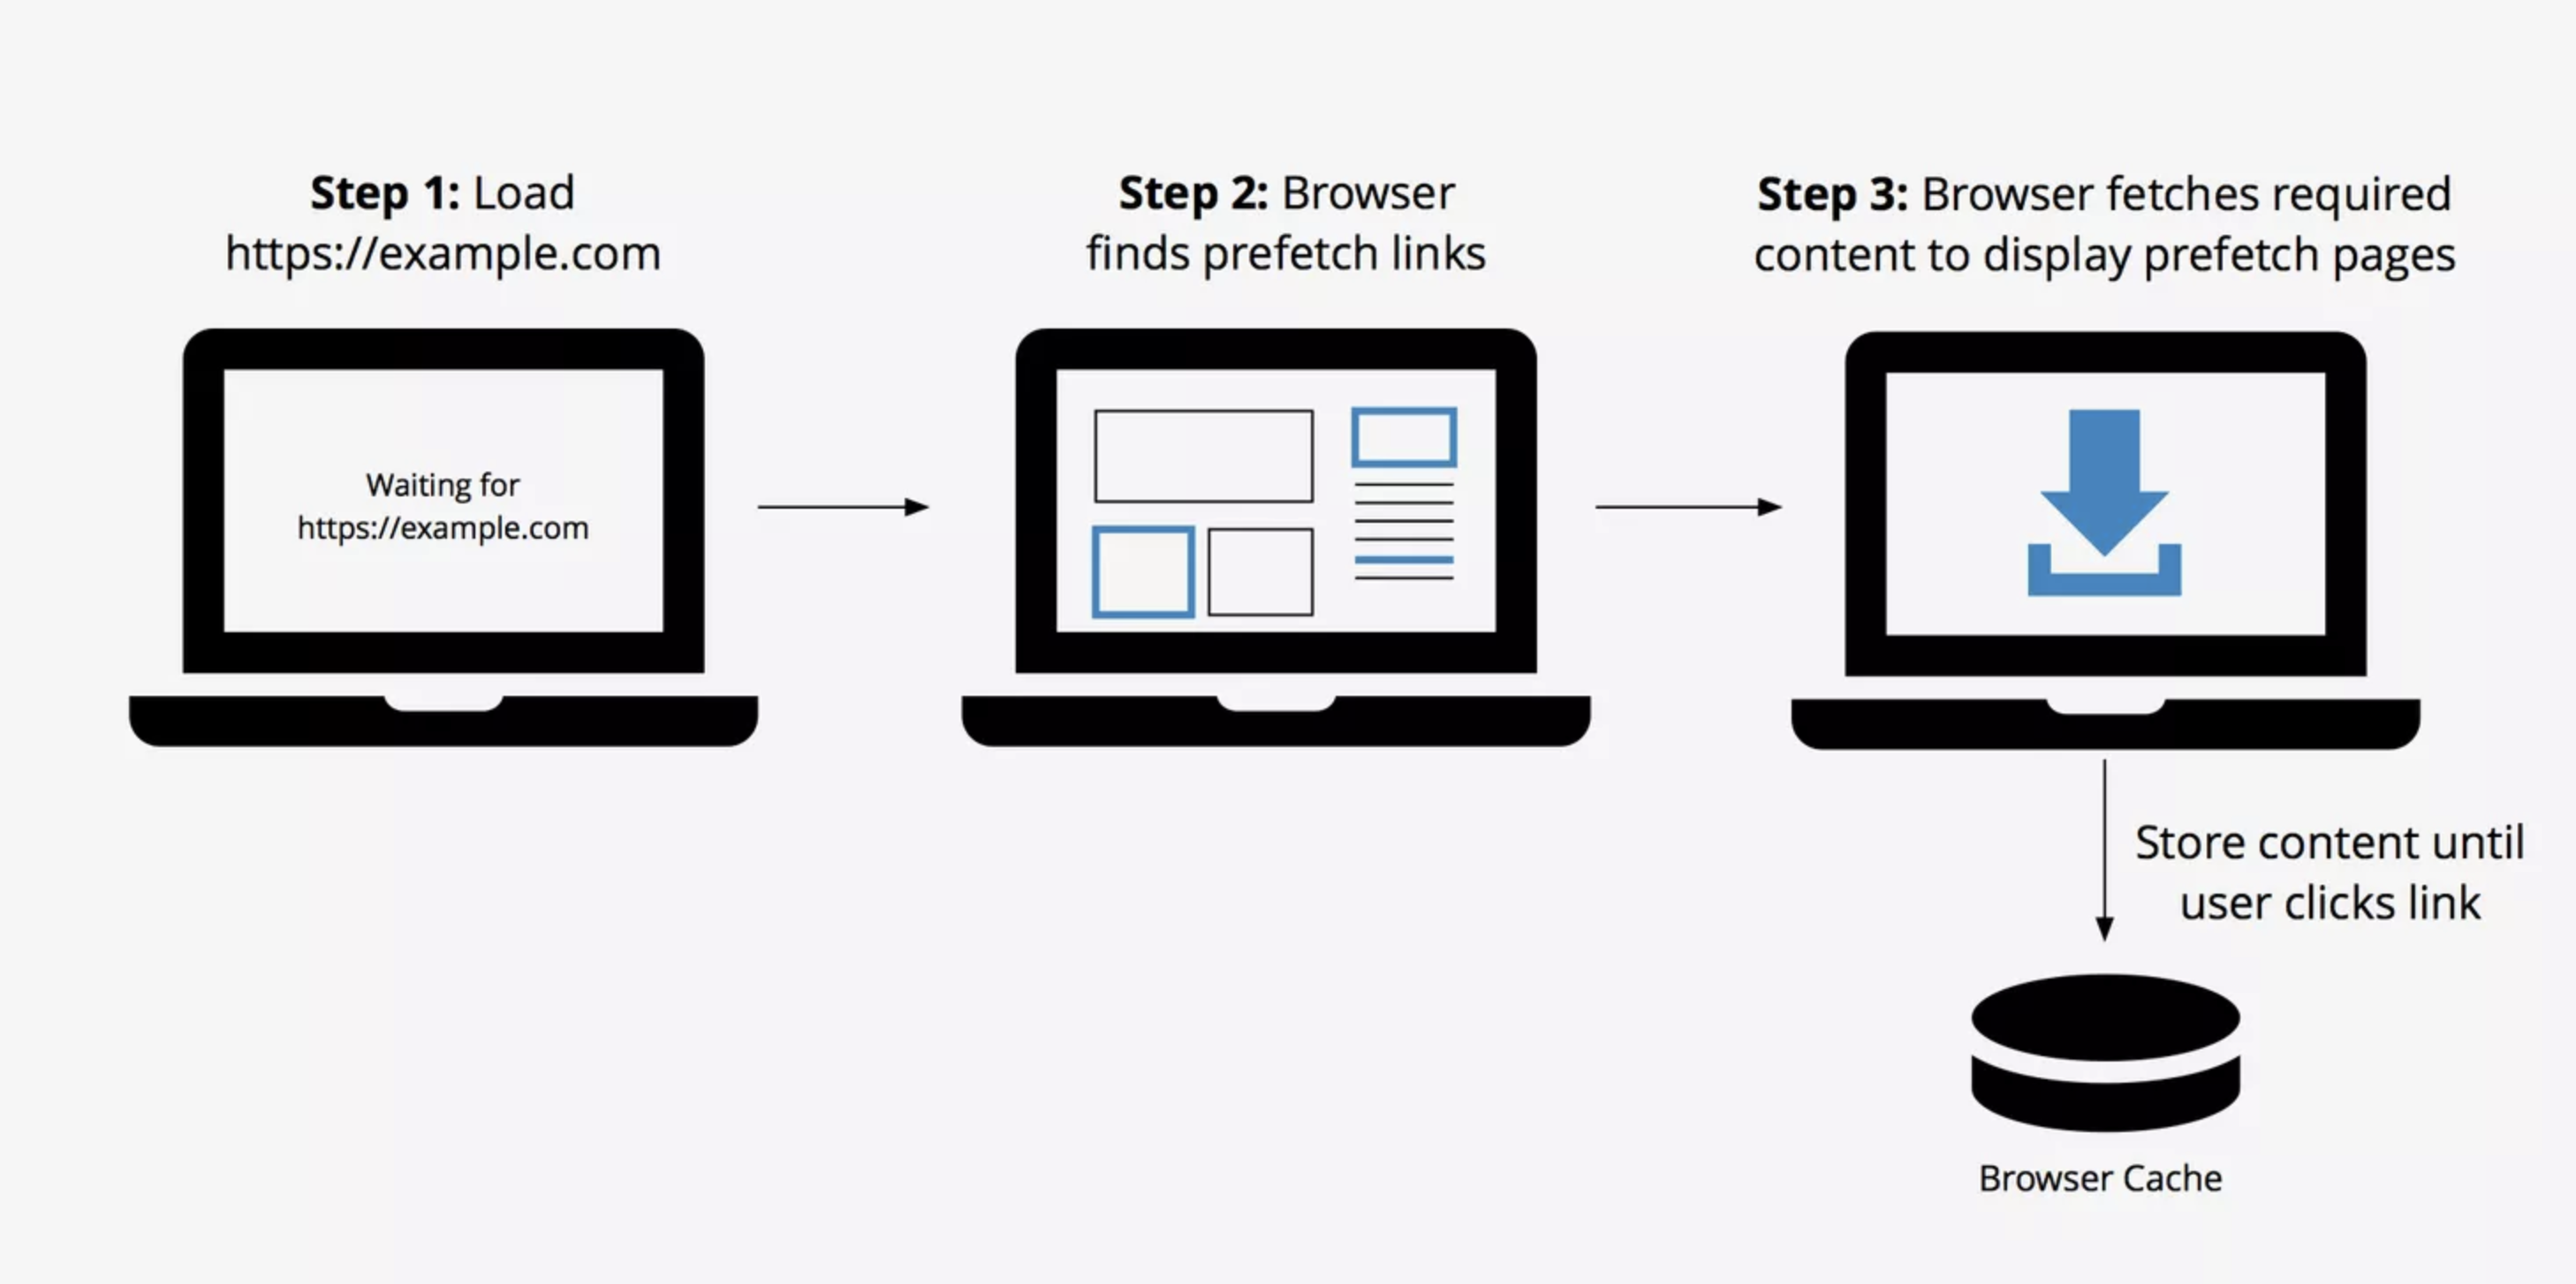 Step 1: Load
https://example.com
Waiting for
https://example.com
Step 2: Browser
finds prefetch links
Step 3: Browser fetches required
content to display prefetch pages
Store content until
user clicks link
Browser Cache